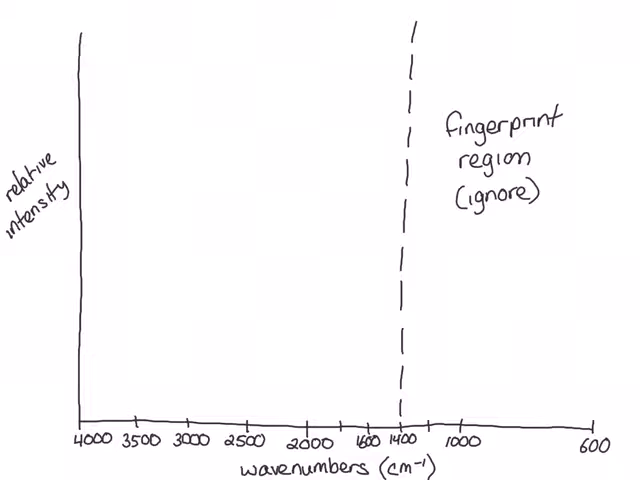 relative
intensity
fingerprint
region
(ignore)
4000 3500 3000 2500 2000 1600 1400 1000 600
wavenumbers (cm⁻¹)